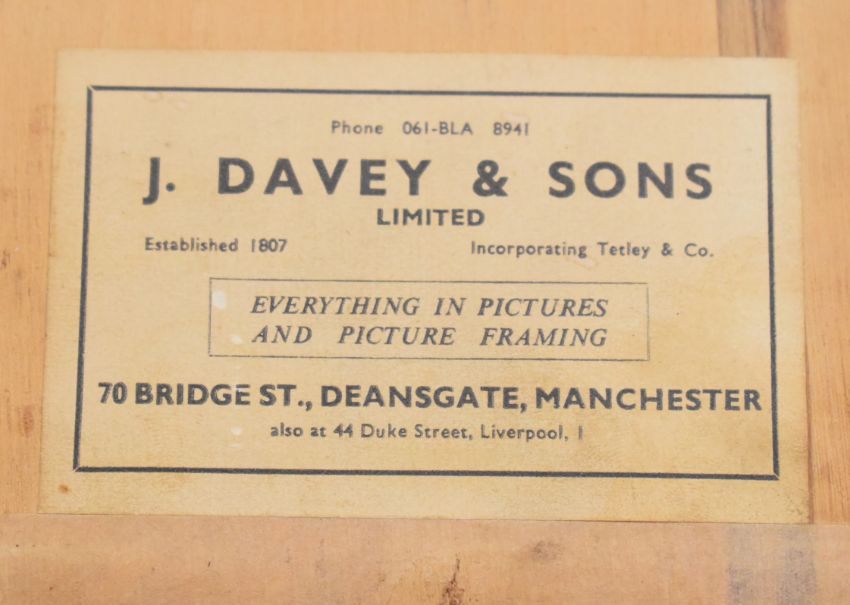 Phone 061-BLA 8941
J. DAVEY & SONS
LIMITED
Established 1807 Incorporating Tetley & Co.
EVERYTHING IN PICTURES
AND PICTURE FRAMING
70 BRIDGE ST., DEANSGATE, MANCHESTER
also at 44 Duke Street, Liverpool, 1